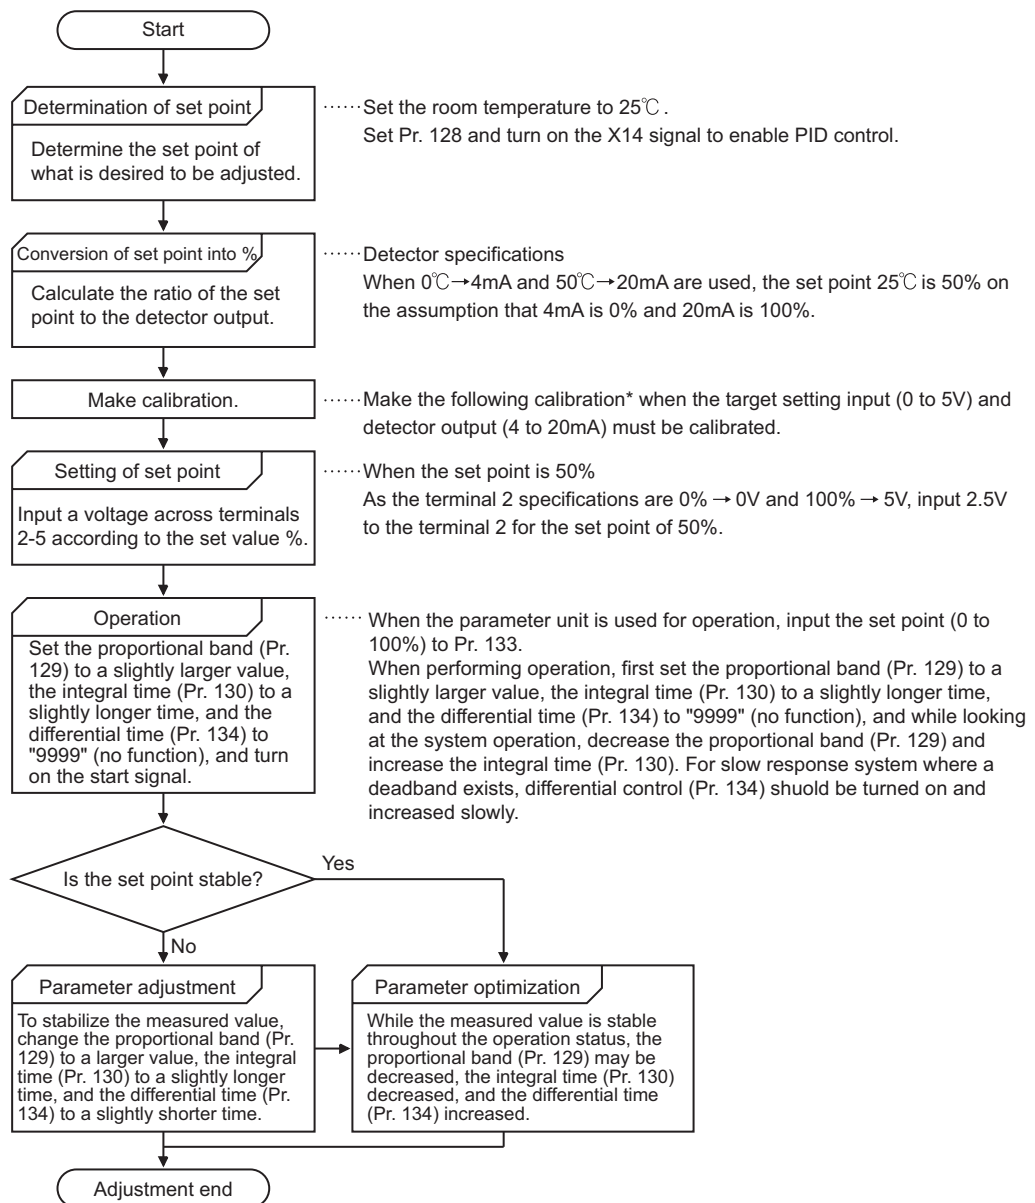 Start
Determination of set point
Determine the set point of
what is desired to be adjusted.
······Set the room temperature to 25℃ .
Set Pr. 128 and turn on the X14 signal to enable PID control.
Conversion of set point into %
Calculate the ratio of the set
point to the detector output.
······Detector specifications
When 0℃→4mA and 50℃→20mA are used, the set point 25℃ is 50% on
the assumption that 4mA is 0% and 20mA is 100%.
Make calibration.
······Make the following calibration* when the target setting input (0 to 5V) and
detector output (4 to 20mA) must be calibrated.
Setting of set point
Input a voltage across terminals
2-5 according to the set value %.
······When the set point is 50%
As the terminal 2 specifications are 0% → 0V and 100% → 5V, input 2.5V
to the terminal 2 for the set point of 50%.
Operation
Set the proportional band (Pr.
129) to a slightly larger value,
the integral time (Pr. 130) to a
slightly longer time, and the
differential time (Pr. 134) to
"9999" (no function), and turn
on the start signal.
······ When the parameter unit is used for operation, input the set point (0 to
100%) to Pr. 133.
When performing operation, first set the proportional band (Pr. 129) to a
slightly larger value, the integral time (Pr. 130) to a slightly longer time,
and the differential time (Pr. 134) to "9999" (no function), and while looking
at the system operation, decrease the proportional band (Pr. 129) and
increase the integral time (Pr. 130). For slow response system where a
deadband exists, differential control (Pr. 134) shuold be turned on and
increased slowly.
Is the set point stable?
Yes
No
Parameter adjustment
To stabilize the measured value,
change the proportional band (Pr.
129) to a larger value, the integral
time (Pr. 130) to a slightly longer
time, and the differential time (Pr.
134) to a slightly shorter time.
Parameter optimization
While the measured value is stable
throughout the operation status, the
proportional band (Pr. 129) may be
decreased, the integral time (Pr. 130)
decreased, and the differential time
(Pr. 134) increased.
Adjustment end